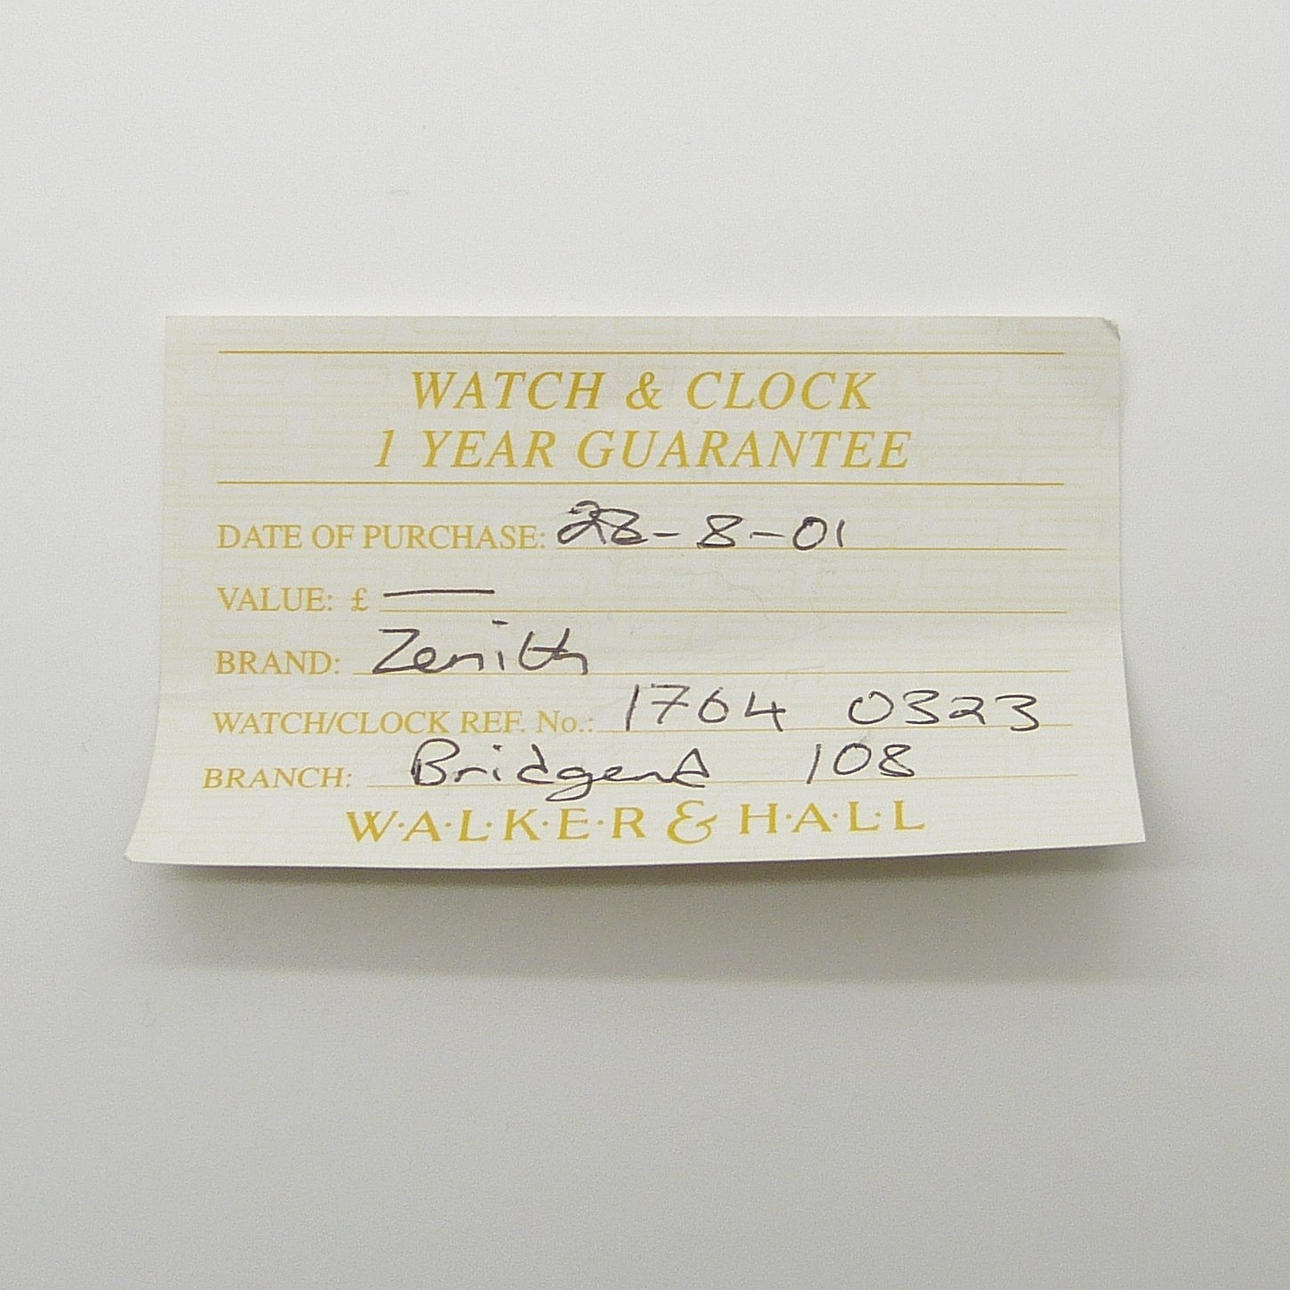 WATCH & CLOCK
1 YEAR GUARANTEE
DATE OF PURCHASE: 28-8-01
VALUE: £ —
BRAND: Zenith
WATCH/CLOCK REF. No.: 1764 0323
BRANCH: Bridgend 108
W·A·L·K·E·R & H·A·L·L